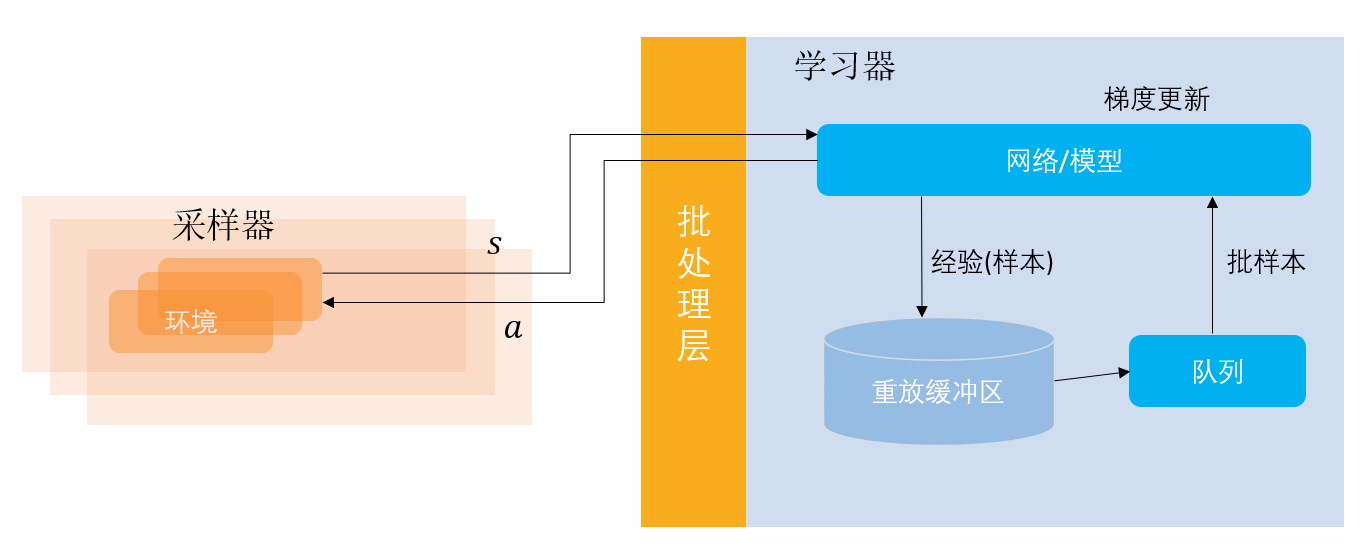 采样器
环境
s
a
批
处
理
层
学习器
梯度更新
网络/模型
经验(样本)
批样本
重放缓冲区
队列